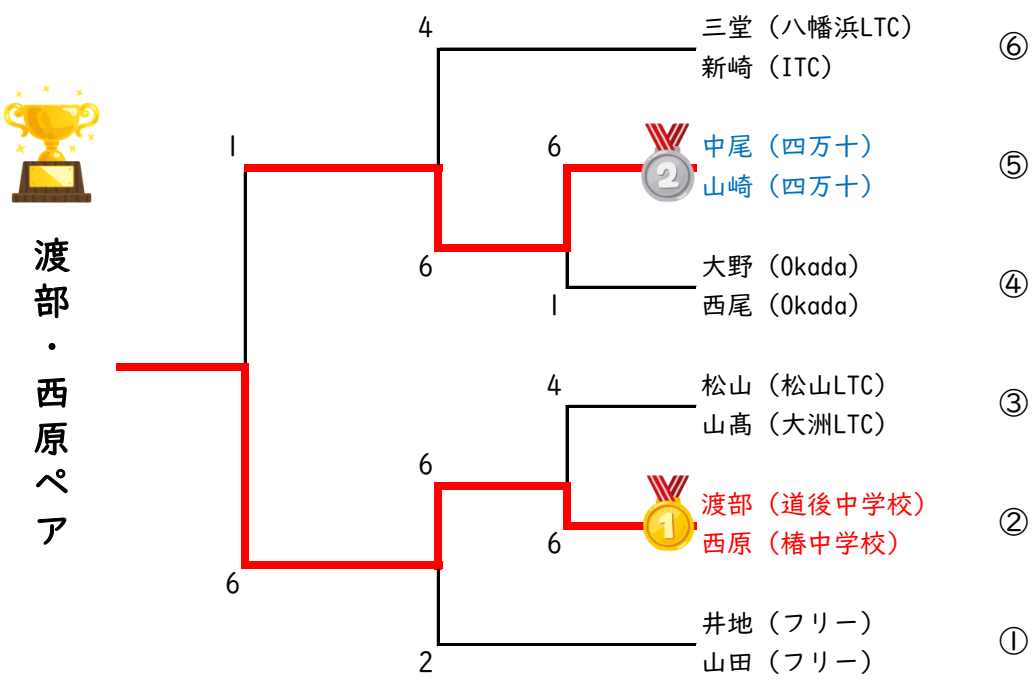 4
三堂（八幡浜LTC）
新崎（ITC）
⑥
1
6
中尾（四万十）
山崎（四万十）
⑤
2
6
1
大野（Okada）
西尾（Okada）
④
渡部・西原ペア
4
松山（松山LTC）
山髙（大洲LTC）
③
6
6
渡部（道後中学校）
西原（椿中学校）
②
1
6
2
井地（フリー）
山田（フリー）
①